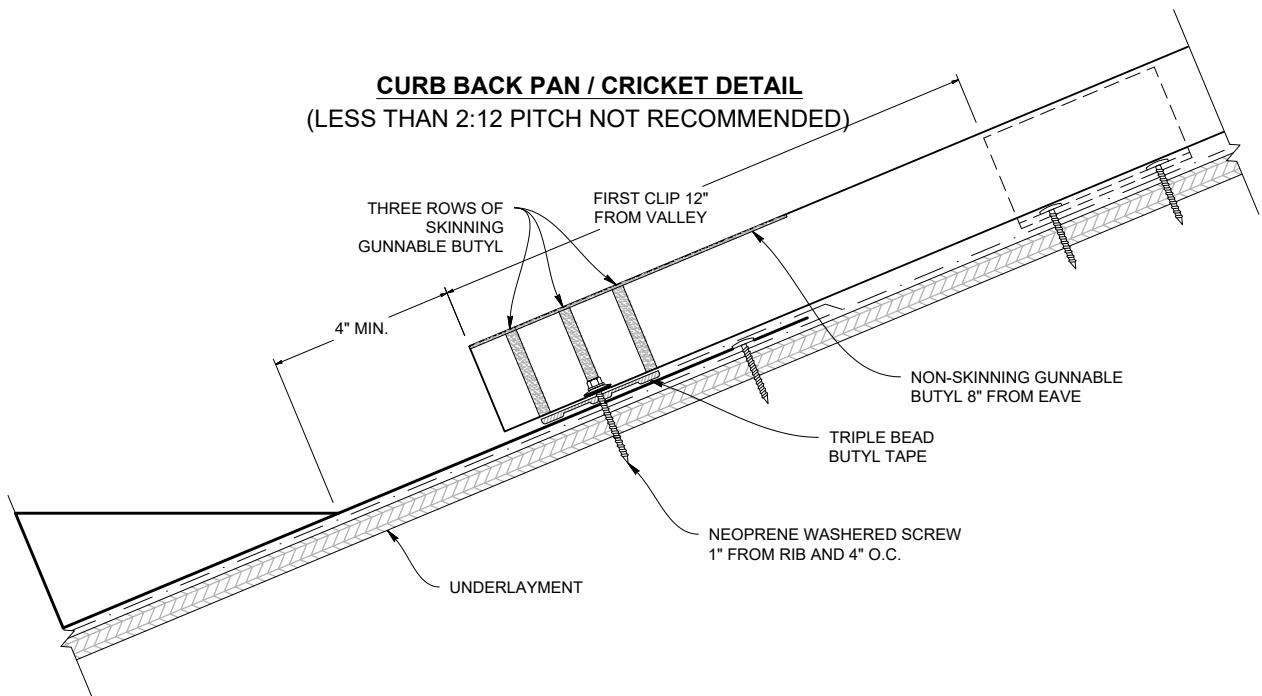 CURB BACK PAN / CRICKET DETAIL
(LESS THAN 2:12 PITCH NOT RECOMMENDED)
THREE ROWS OF
SKINNING
GUNNABLE BUTYL
FIRST CLIP 12"
FROM VALLEY
4" MIN.
NON-SKINNING GUNNABLE
BUTYL 8" FROM EAVE
TRIPLE BEAD
BUTYL TAPE
NEOPRENE WASHERED SCREW
1" FROM RIB AND 4" O.C.
UNDERLAYMENT